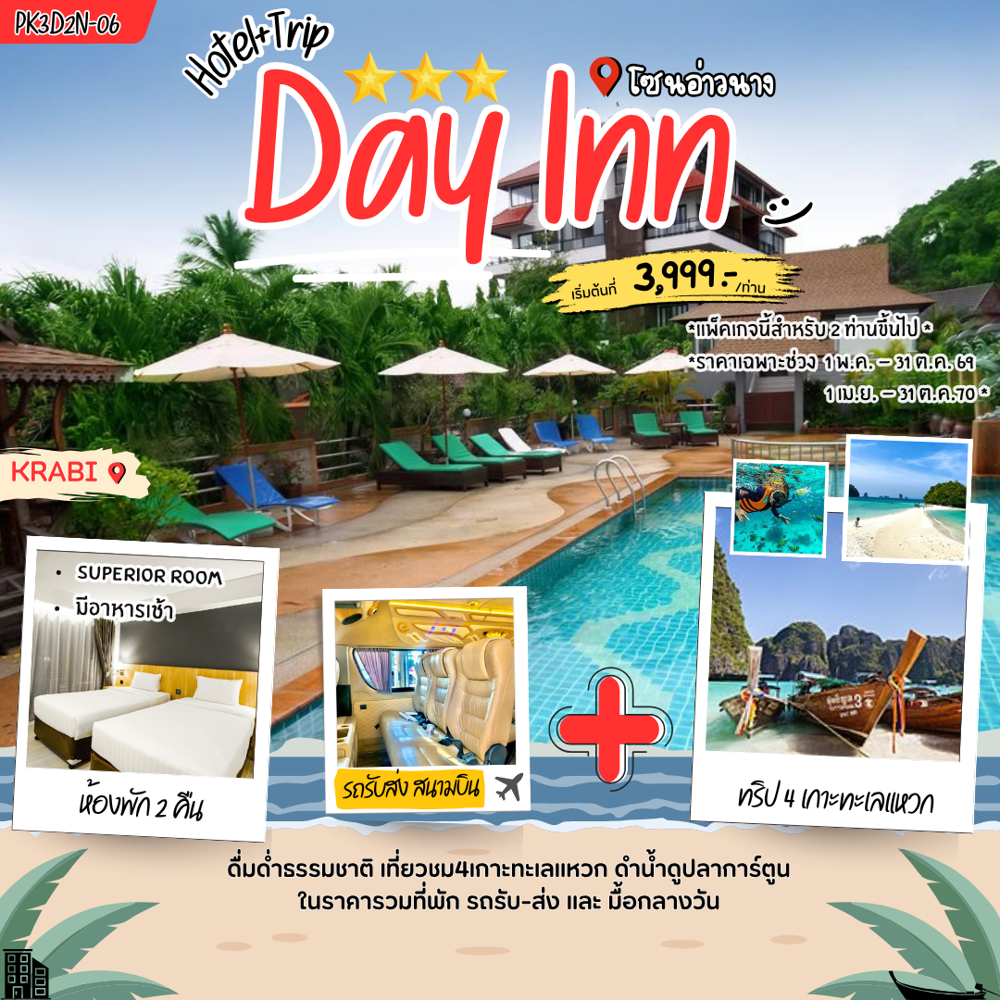 PK3D2N-06
Hotel+Trip
โซนอ่าวนาง
Day Inn
เริ่มต้นที่ 3,999.- /ท่าน
*แพ็คเกจนี้สำหรับ 2 ท่านขึ้นไป *
*ราคาเฉพาะช่วง 1 พ.ค. – 31 ต.ค. 69
1 เม.ย. – 31 ต.ค.70 *
KRABI
• SUPERIOR ROOM
• มีอาหารเช้า
ห้องพัก 2 คืน
รถรับส่ง สนามบิน
ทริป 4 เกาะทะเลแหวก
ดื่มด่ำธรรมชาติ เที่ยวชม4เกาะทะเลแหวก ดำน้ำดูปลาการ์ตูน
ในราคารวมที่พัก รถรับ-ส่ง และ มื้อกลางวัน